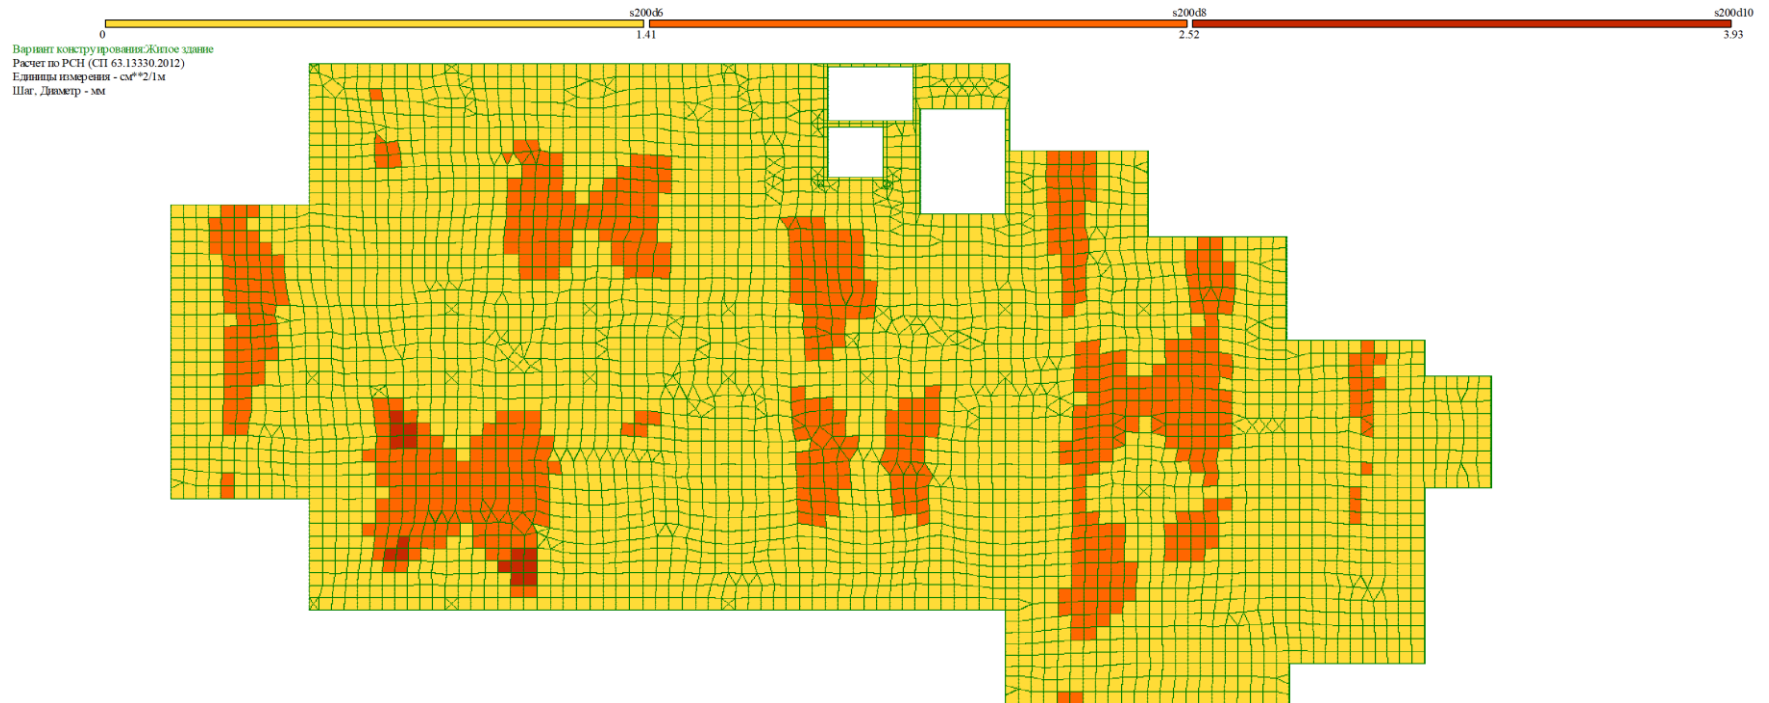 s200d6 s200d8 s200d10
0 1.41 2.52 3.93
Вариант конструирования:Жилое здание
Расчет по РСН (СП 63.13330.2012)
Единицы измерения - см**2/1м
Шаг, Диаметр - мм